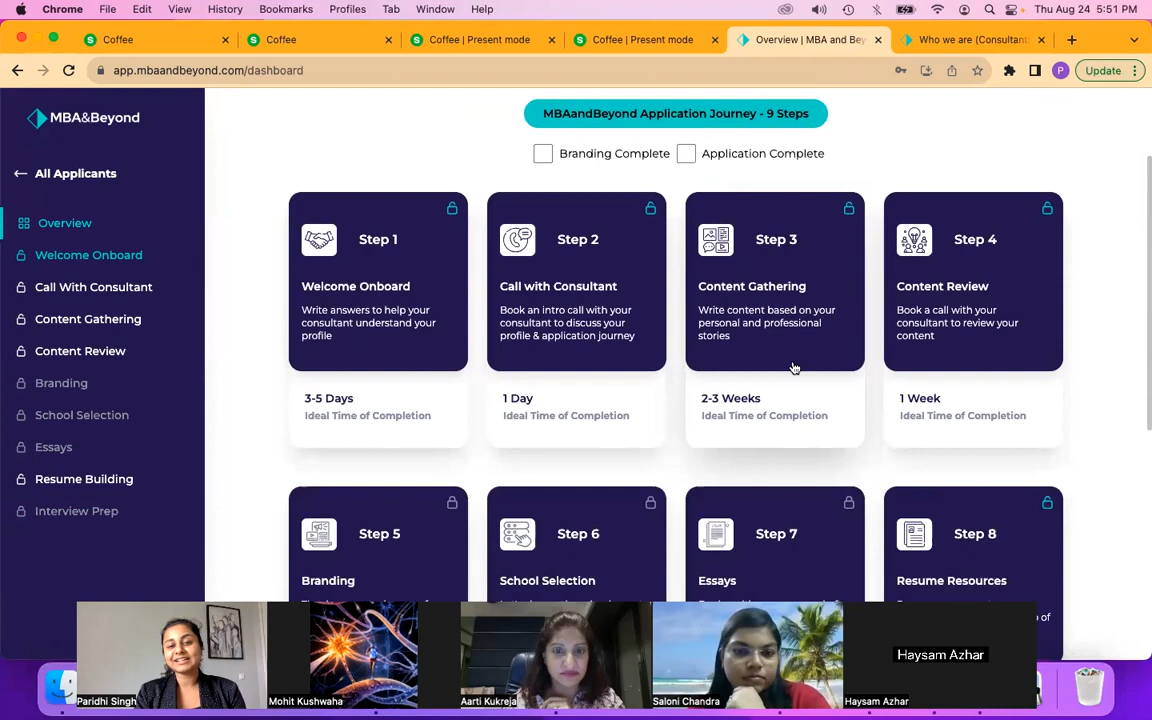 Chrome File Edit View History Bookmarks Profiles Tab Window Help Thu Aug 24 5:51 PM
Coffee Coffee Coffee | Present mode Coffee | Present mode Overview | MBA and Bey Who we are (Consultant
app.mbaandbeyond.com/dashboard P Update
MBA&Beyond
All Applicants
Overview
Welcome Onboard
Call With Consultant
Content Gathering
Content Review
Branding
School Selection
Essays
Resume Building
Interview Prep
MBAandBeyond Application Journey - 9 Steps
Branding Complete Application Complete
Step 1
Welcome Onboard
Write answers to help your
consultant understand your
profile
3-5 Days
Ideal Time of Completion
Step 2
Call with Consultant
Book an intro call with your
consultant to discuss your
profile & application journey
1 Day
Ideal Time of Completion
Step 3
Content Gathering
Write content based on your
personal and professional
stories
2-3 Weeks
Ideal Time of Completion
Step 4
Content Review
Book a call with your
consultant to review your
content
1 Week
Ideal Time of Completion
Step 5
Branding
Step 6
School Selection
Step 7
Essays
Step 8
Resume Resources
of
Paridhi Singh
Mohit Kushwaha
Aarti Kukreja
Saloni Chandra
Haysam Azhar
Haysam Azhar